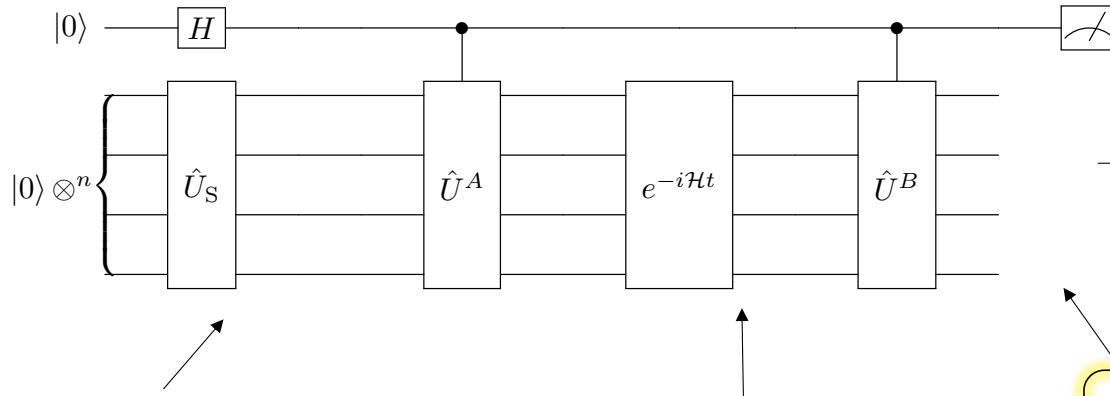 |0⟩ H
|0⟩ ⊗ⁿ Û_S Û^A e^{−iℋt} Û^B